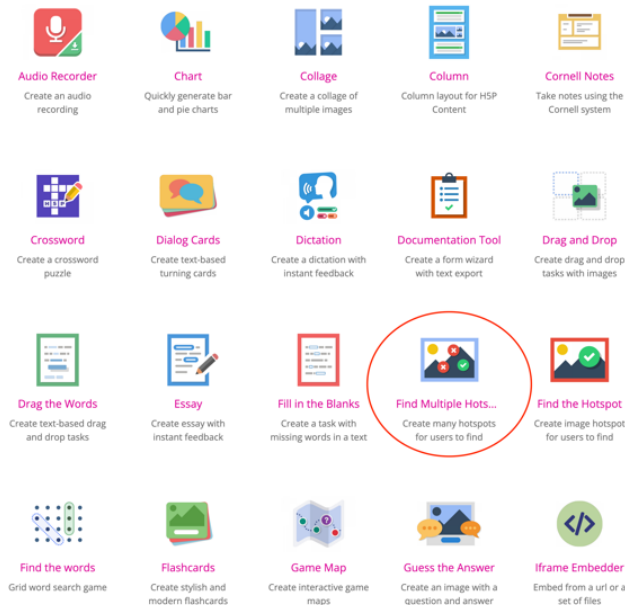 Audio Recorder
Create an audio
recording
Chart
Quickly generate bar
and pie charts
Collage
Create a collage of
multiple images
Column
Column layout for H5P
Content
Cornell Notes
Take notes using the
Cornell system
Crossword
Create a crossword
puzzle
Dialog Cards
Create text-based
turning cards
Dictation
Create a dictation with
instant feedback
Documentation Tool
Create a form wizard
with text export
Drag and Drop
Create drag and drop
tasks with images
Drag the Words
Create text-based drag
and drop tasks
Essay
Create essay with
instant feedback
Fill in the Blanks
Create a task with
missing words in a text
Find Multiple Hots...
Create many hotspots
for users to find
Find the Hotspot
Create image hotspot
for users to find
Find the words
Grid word search game
Flashcards
Create stylish and
modern flashcards
Game Map
Create interactive game
maps
Guess the Answer
Create an image with a
question and answer
Iframe Embedder
Embed from a url or a
set of files